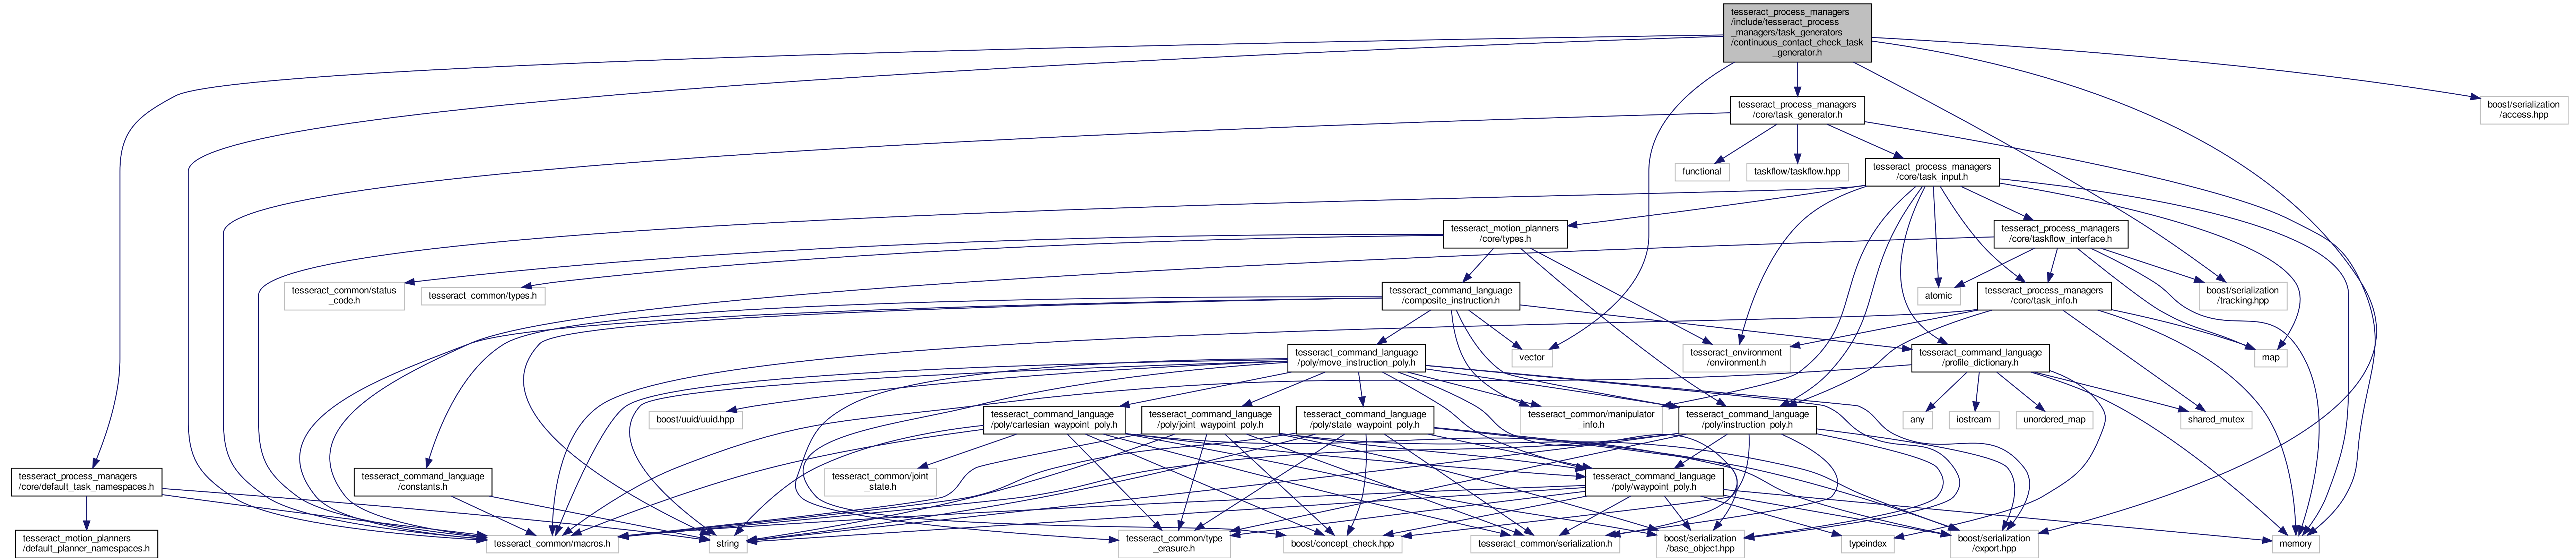 tesseract_process_managers
/include/tesseract_process
_managers/task_generators
/continuous_contact_check_task
_generator.h
tesseract_process_managers
/core/task_generator.h
boost/serialization
/access.hpp
functional
taskflow/taskflow.hpp
tesseract_process_managers
/core/task_input.h
tesseract_motion_planners
/core/types.h
tesseract_process_managers
/core/taskflow_interface.h
tesseract_common/status
_code.h
tesseract_common/types.h
tesseract_command_language
/composite_instruction.h
atomic
tesseract_process_managers
/core/task_info.h
boost/serialization
/tracking.hpp
tesseract_command_language
/poly/move_instruction_poly.h
vector
tesseract_environment
/environment.h
tesseract_command_language
/profile_dictionary.h
map
boost/uuid/uuid.hpp
tesseract_command_language
/poly/cartesian_waypoint_poly.h
tesseract_command_language
/poly/joint_waypoint_poly.h
tesseract_command_language
/poly/state_waypoint_poly.h
tesseract_common/manipulator
_info.h
tesseract_command_language
/poly/instruction_poly.h
any
iostream
unordered_map
shared_mutex
tesseract_process_managers
/core/default_task_namespaces.h
tesseract_command_language
/constants.h
tesseract_common/joint
_state.h
tesseract_command_language
/poly/waypoint_poly.h
tesseract_motion_planners
/default_planner_namespaces.h
tesseract_common/macros.h
string
tesseract_common/type
_erasure.h
boost/concept_check.hpp
tesseract_common/serialization.h
boost/serialization
/base_object.hpp
typeindex
boost/serialization
/export.hpp
memory